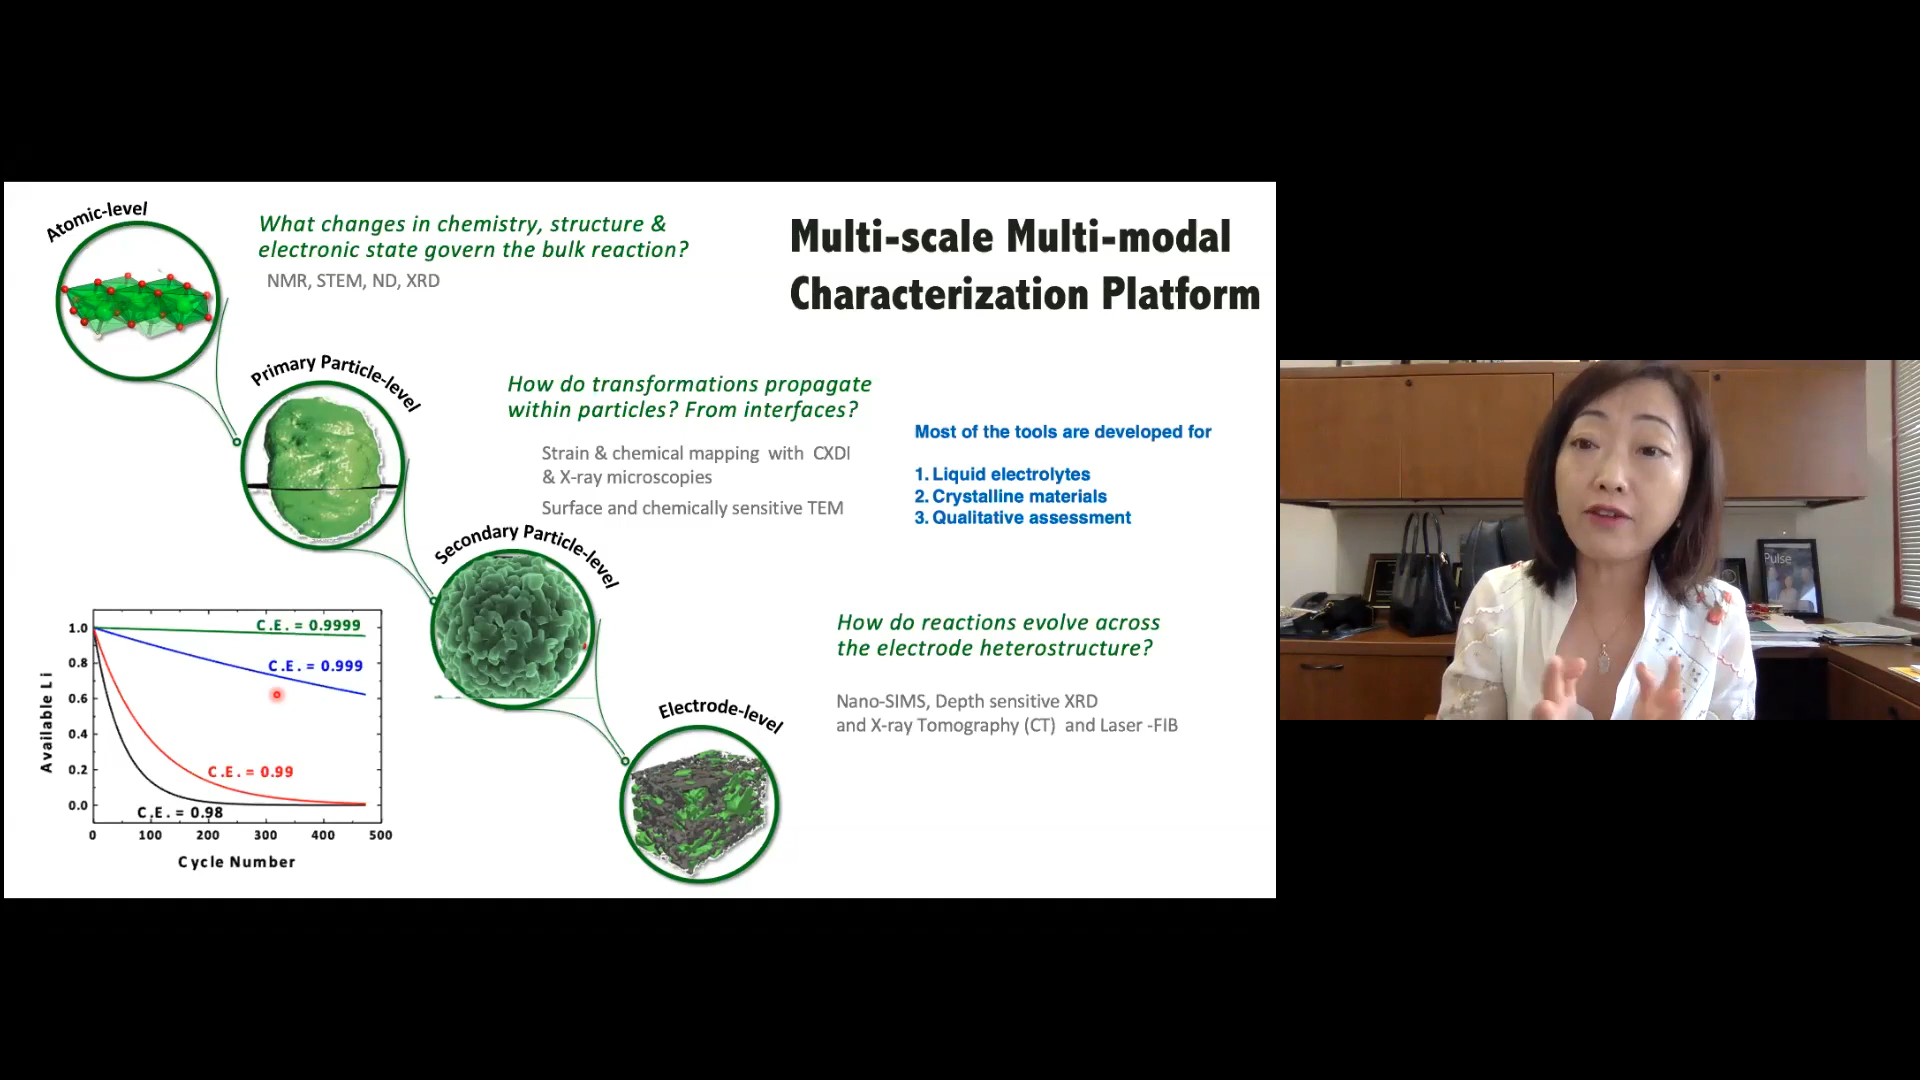 Atomic-level
What changes in chemistry, structure &
electronic state govern the bulk reaction?
NMR, STEM, ND, XRD
Multi-scale Multi-modal
Characterization Platform
Primary Particle-level
How do transformations propagate
within particles? From interfaces?
Strain & chemical mapping with CXDI
& X-ray microscopies
Surface and chemically sensitive TEM
Most of the tools are developed for
1. Liquid electrolytes
2. Crystalline materials
3. Qualitative assessment
Secondary Particle-level
How do reactions evolve across
the electrode heterostructure?
Nano-SIMS, Depth sensitive XRD
and X-ray Tomography (CT) and Laser -FIB
Electrode-level
Available Li
1.0
0.8
0.6
0.4
0.2
0.0
C.E. = 0.9999
C.E. = 0.999
C.E. = 0.99
C.E. = 0.98
0 100 200 300 400 500
Cycle Number
Pulse